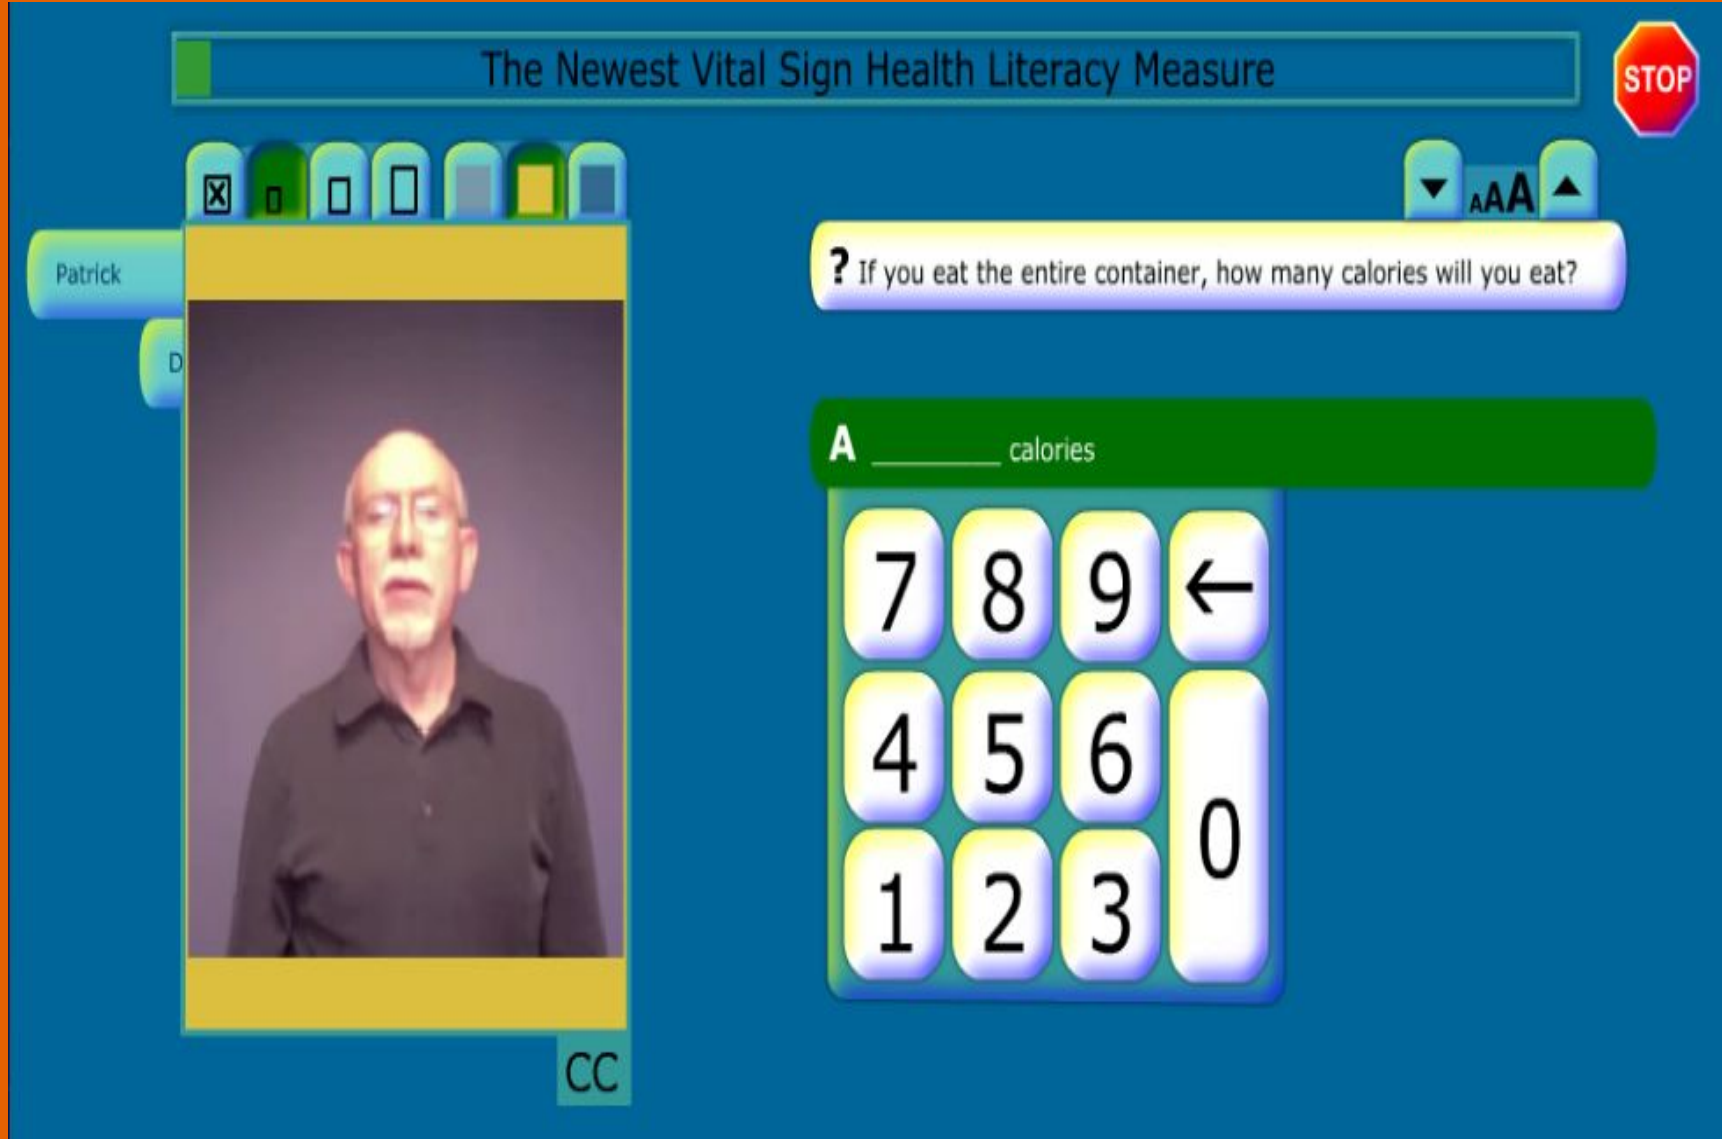 The Newest Vital Sign Health Literacy Measure
STOP
AAA
Patrick
D
? If you eat the entire container, how many calories will you eat?
A _________ calories
7 8 9 ←
4 5 6
0
1 2 3
CC